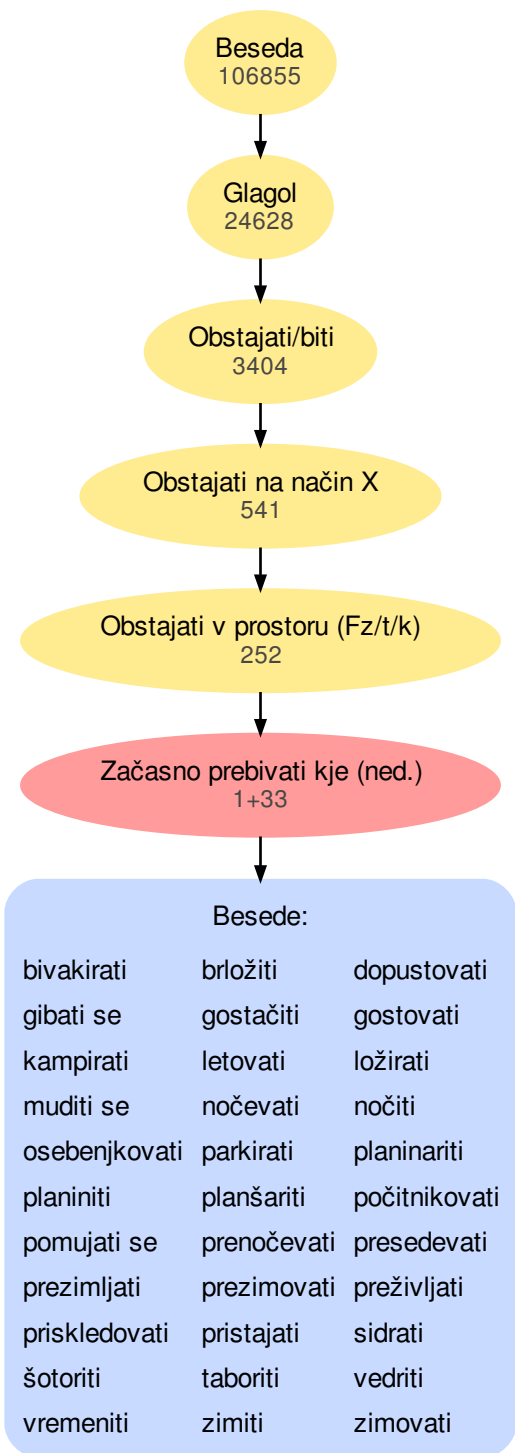 Beseda
106855
Glagol
24628
Obstajati/biti
3404
Obstajati na način X
541
Obstajati v prostoru (Fz/t/k)
252
Začasno prebivati kje (ned.)
1+33
Besede:
bivakirati brložiti dopustovati
gibati se gostačiti gostovati
kampirati letovati ložirati
muditi se nočevati nočiti
osebenjkovati parkirati planinariti
planiniti planšariti počitnikovati
pomujati se prenočevati presedevati
prezimljati prezimovati preživljati
priskledovati pristajati sidrati
šotoriti taboriti vedriti
vremeniti zimiti zimovati